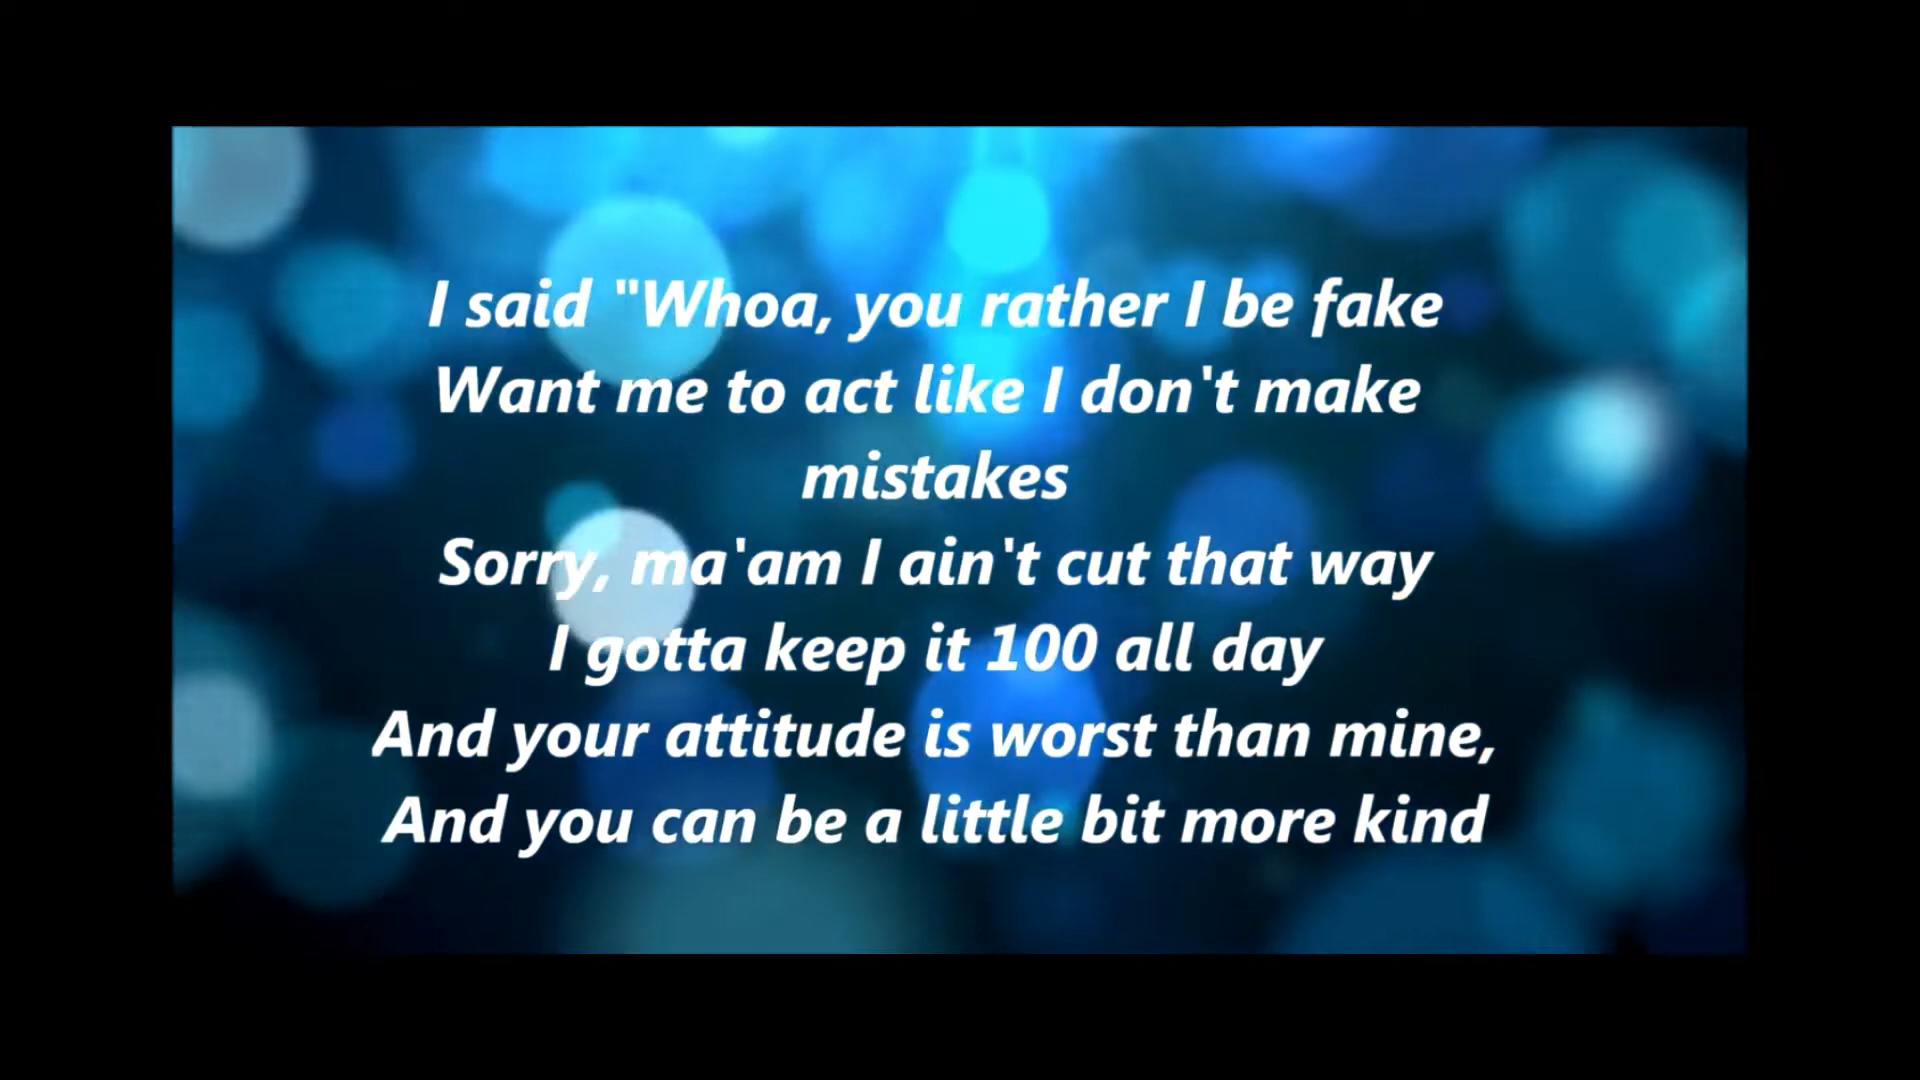 I said "Whoa, you rather I be fake
Want me to act like I don't make
mistakes
Sorry, ma'am I ain't cut that way
I gotta keep it 100 all day
And your attitude is worst than mine,
And you can be a little bit more kind